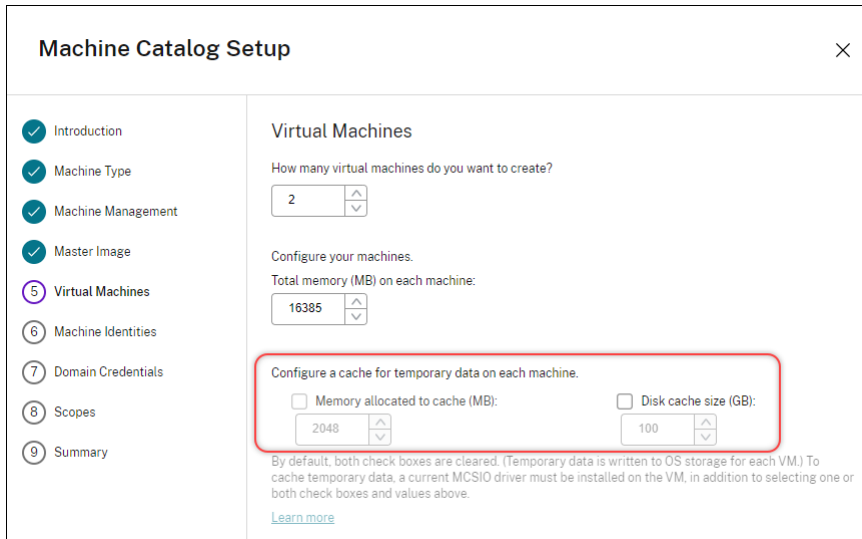 Machine Catalog Setup
Introduction
Machine Type
Machine Management
Master Image
5 Virtual Machines
6 Machine Identities
7 Domain Credentials
8 Scopes
9 Summary
Virtual Machines
How many virtual machines do you want to create?
2
Configure your machines.
Total memory (MB) on each machine:
16385
Configure a cache for temporary data on each machine.
Memory allocated to cache (MB):
2048
Disk cache size (GB):
100
By default, both check boxes are cleared. (Temporary data is written to OS storage for each VM.) To
cache temporary data, a current MCSIO driver must be installed on the VM, in addition to selecting one or
both check boxes and values above.
Learn more